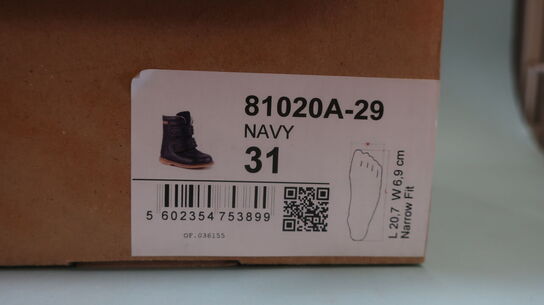 81020A-29
NAVY
31
5 602354 753899
OF.036155
L 20,7 W 6,9 cm
Narrow Fit